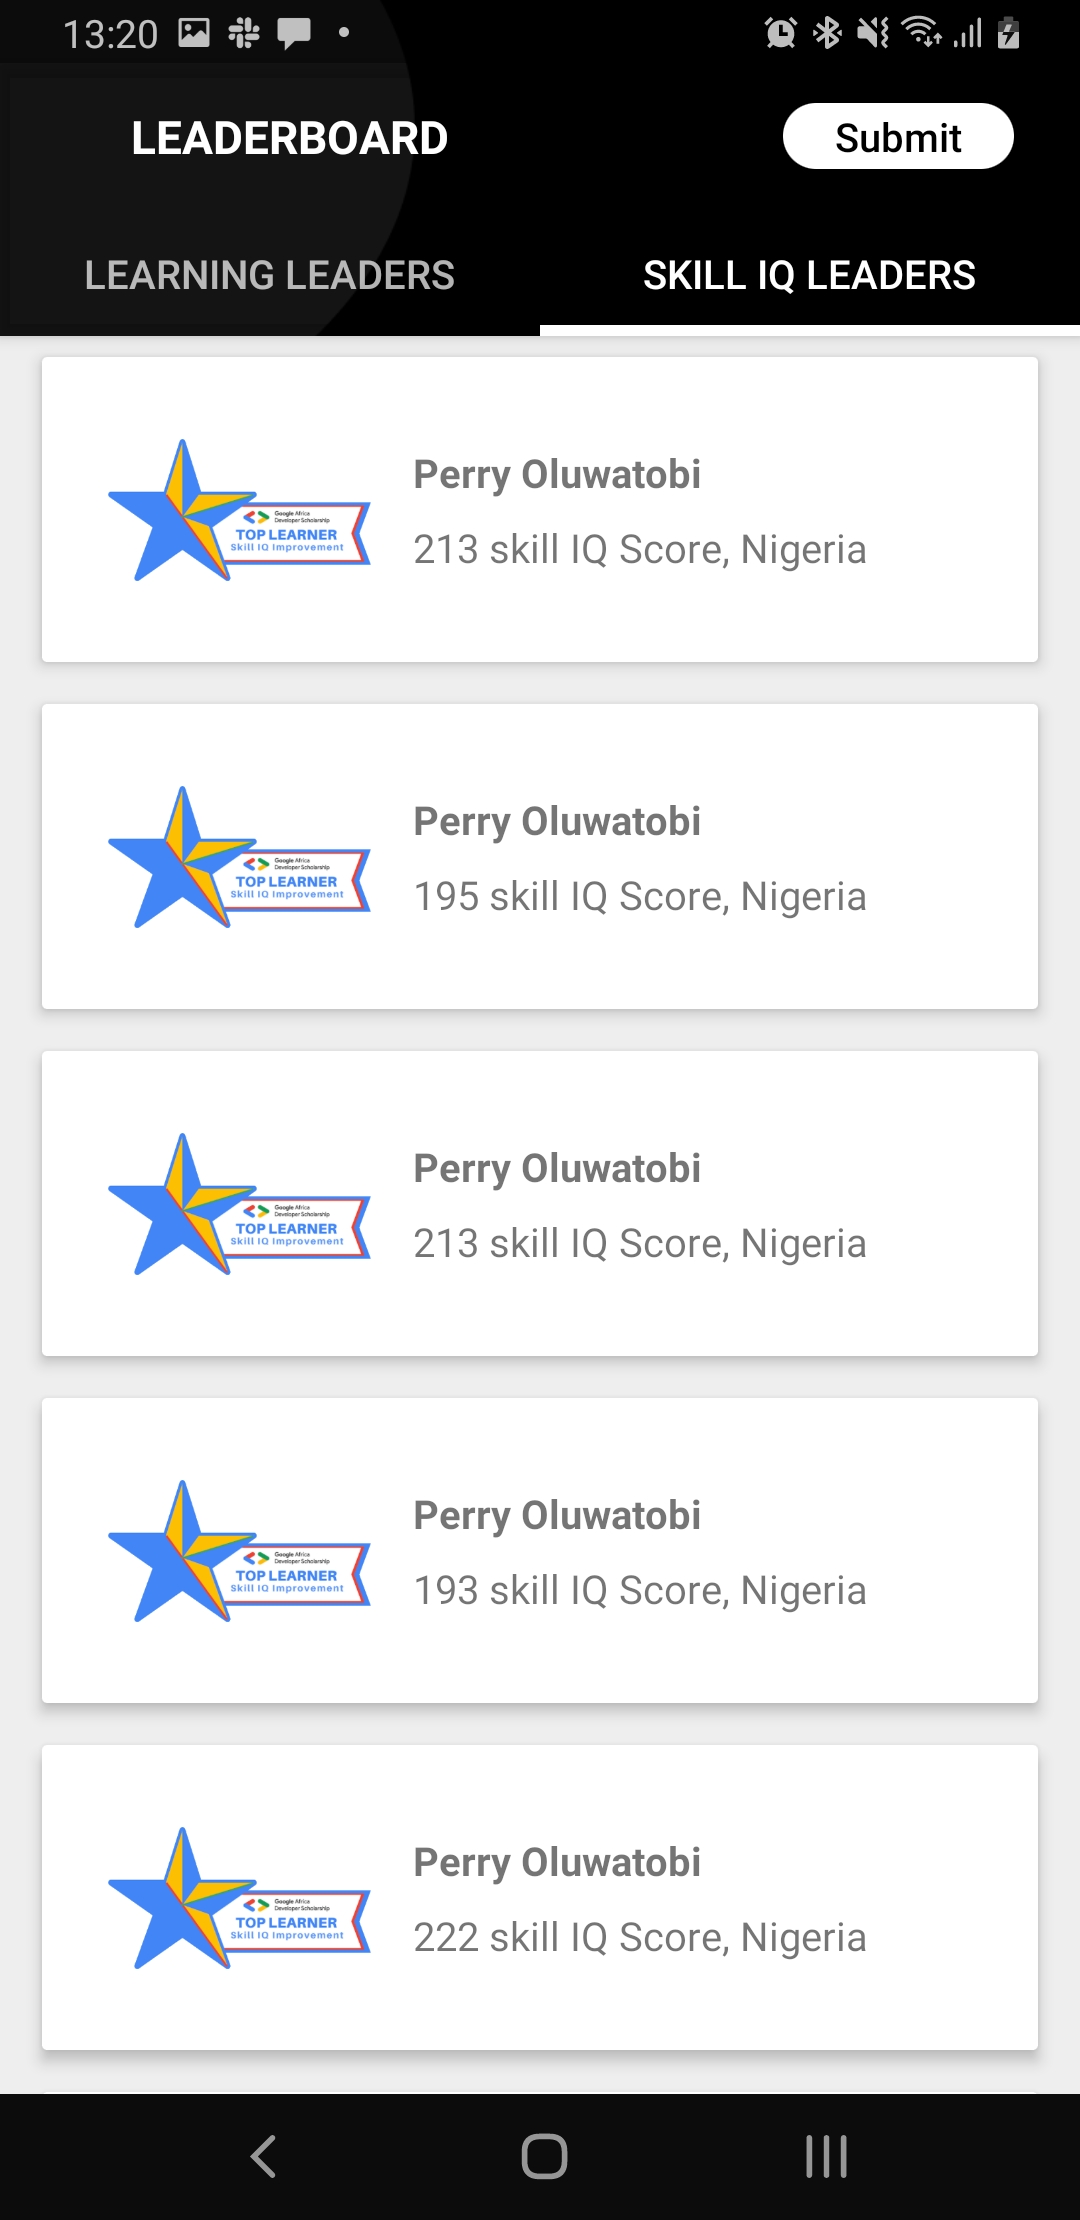 13:20
LEADERBOARD
Submit
LEARNING LEADERS
SKILL IQ LEADERS
Google Africa
Developer Scholarship
TOP LEARNER
Skill IQ Improvement
Perry Oluwatobi
213 skill IQ Score, Nigeria
Google Africa
Developer Scholarship
TOP LEARNER
Skill IQ Improvement
Perry Oluwatobi
195 skill IQ Score, Nigeria
Google Africa
Developer Scholarship
TOP LEARNER
Skill IQ Improvement
Perry Oluwatobi
213 skill IQ Score, Nigeria
Google Africa
Developer Scholarship
TOP LEARNER
Skill IQ Improvement
Perry Oluwatobi
193 skill IQ Score, Nigeria
Google Africa
Developer Scholarship
TOP LEARNER
Skill IQ Improvement
Perry Oluwatobi
222 skill IQ Score, Nigeria